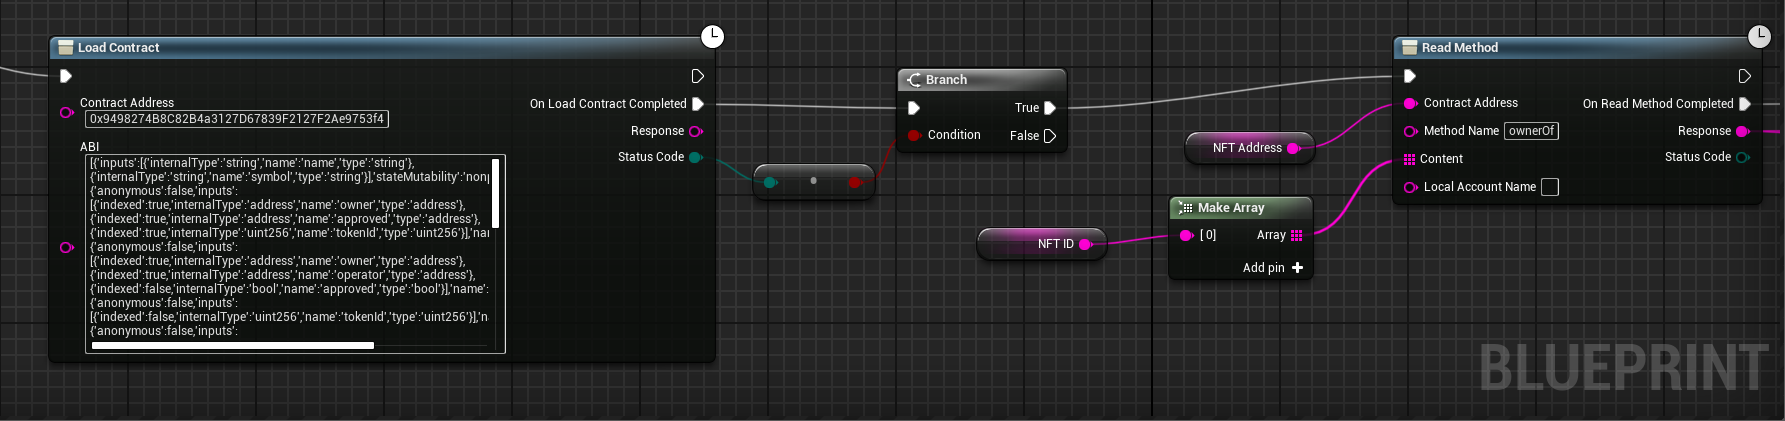 Load Contract
Contract Address
0x9498274B8C82B4a3127D67839F2127F2Ae9753f4
ABI
[{'inputs':[{'internalType':'string','name':'name','type':'string'},
{'internalType':'string','name':'symbol','type':'string'}],'stateMutability':'nonp
{'anonymous':false,'inputs':
[{'indexed':true,'internalType':'address','name':'owner','type':'address'},
{'indexed':true,'internalType':'address','name':'approved','type':'address'},
{'indexed':true,'internalType':'uint256','name':'tokenId','type':'uint256'}],'nar
{'anonymous':false,'inputs':
[{'indexed':true,'internalType':'address','name':'owner','type':'address'},
{'indexed':true,'internalType':'address','name':'operator','type':'address'},
{'indexed':false,'internalType':'bool','name':'approved','type':'bool'}],'name':
{'anonymous':false,'inputs':
[{'indexed':false,'internalType':'uint256','name':'tokenId','type':'uint256'}],'na
{'anonymous':false,'inputs':
On Load Contract Completed
Response
Status Code
Branch
True
Condition
False
NFT Address
NFT ID
Make Array
[0]
Array
Add pin
Read Method
Contract Address
On Read Method Completed
Method Name
ownerOf
Response
Content
Status Code
Local Account Name
BLUEPRINT